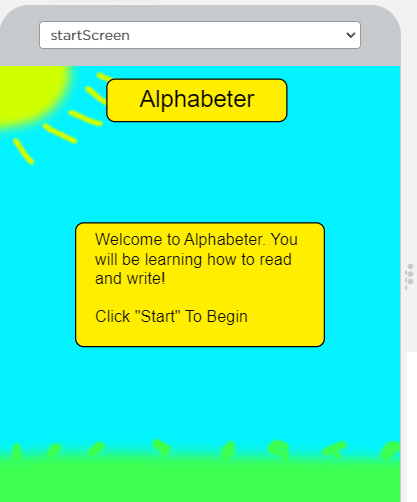 startScreen
Alphabeter
Welcome to Alphabeter. You
will be learning how to read
and write!
Click "Start" To Begin